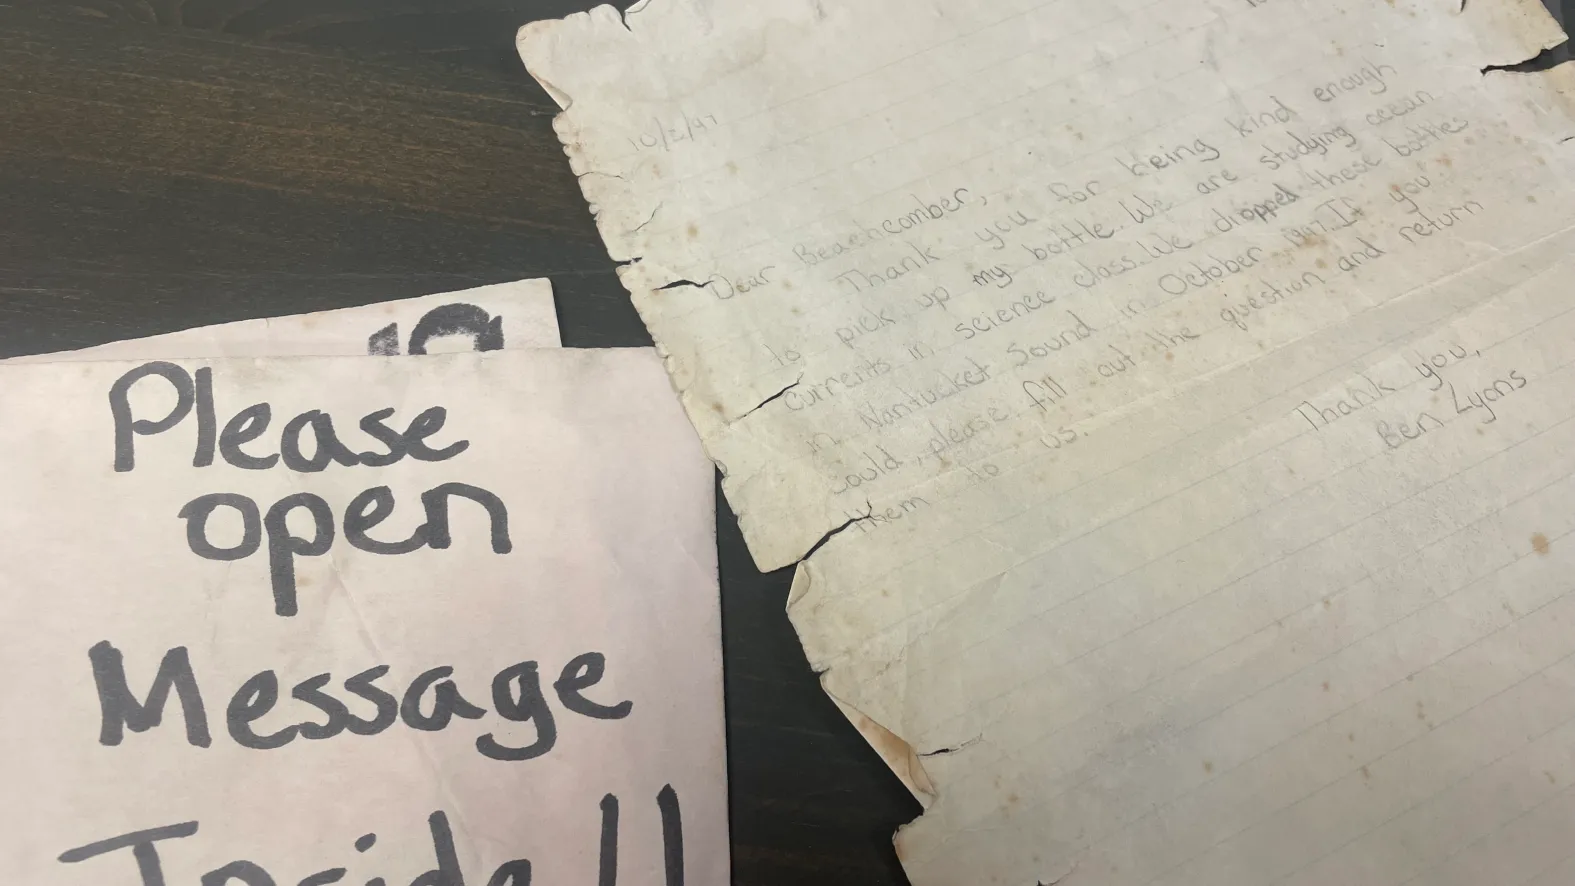 Please
open
Message
Inside!!
10/2/97
Dear Beachcomber,
Thank you for being kind enough
to pick up my bottle. We are studying ocean
currents in science class. We dropped these bottles
in Nantucket Sound in October 1997. If you
could, please fill out the question and return
them to us.
Thank you,
Ben Lyons